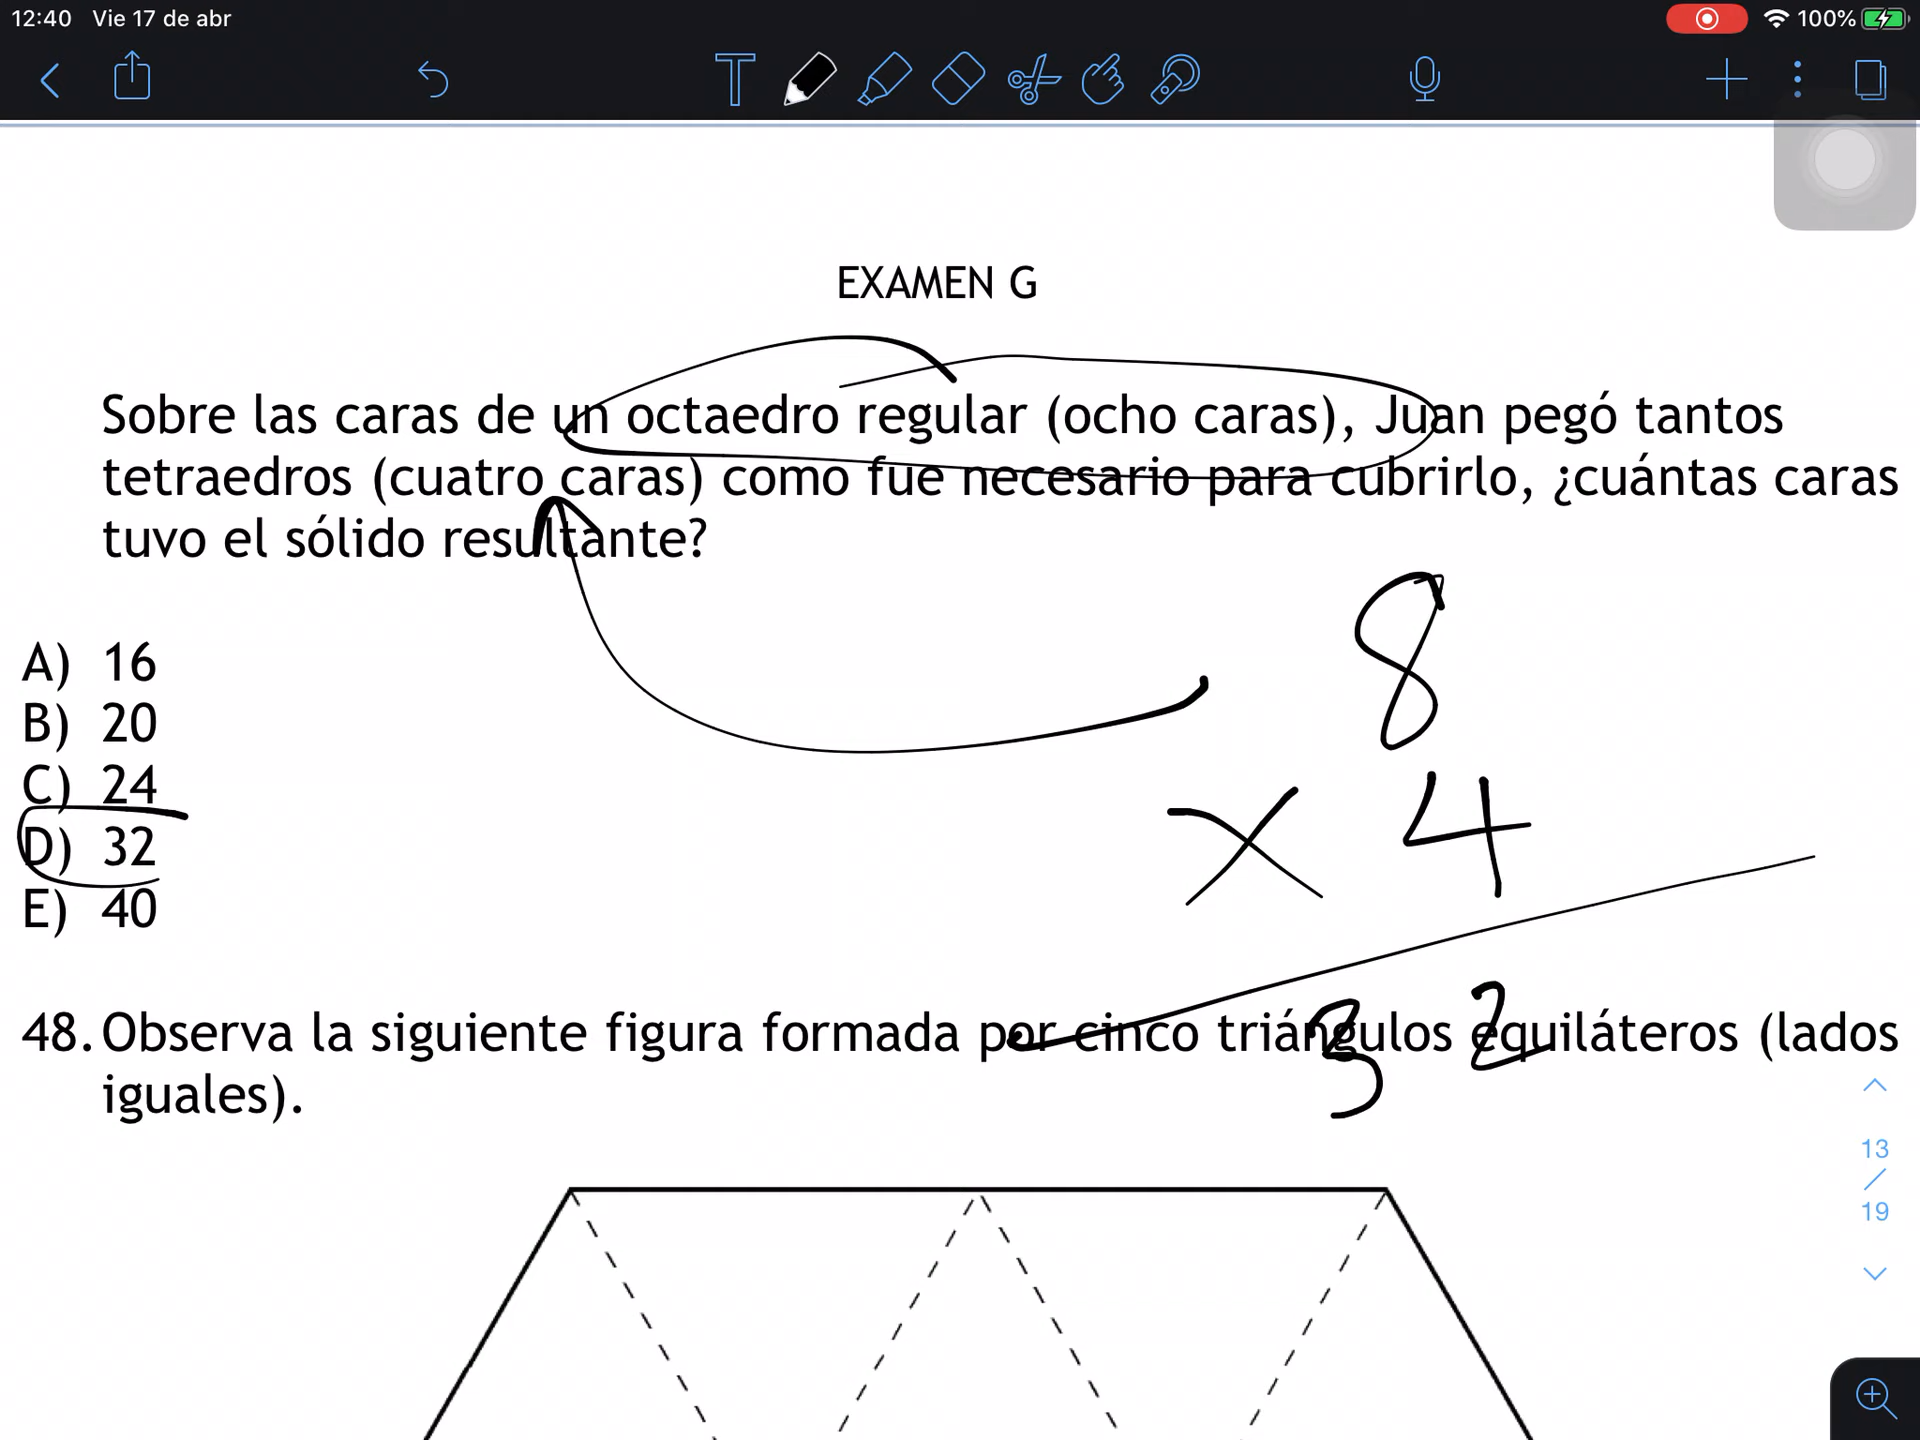 12:40 Vie 17 de abr 100%
EXAMEN G
Sobre las caras de un octaedro regular (ocho caras), Juan pegó tantos
tetraedros (cuatro caras) como fue necesario para cubrirlo, ¿cuántas caras
tuvo el sólido resultante?
8
x 4
3 2
A) 16
B) 20
C) 24
D) 32
E) 40
48. Observa la siguiente figura formada por cinco triángulos equiláteros (lados
iguales).
13
/
19